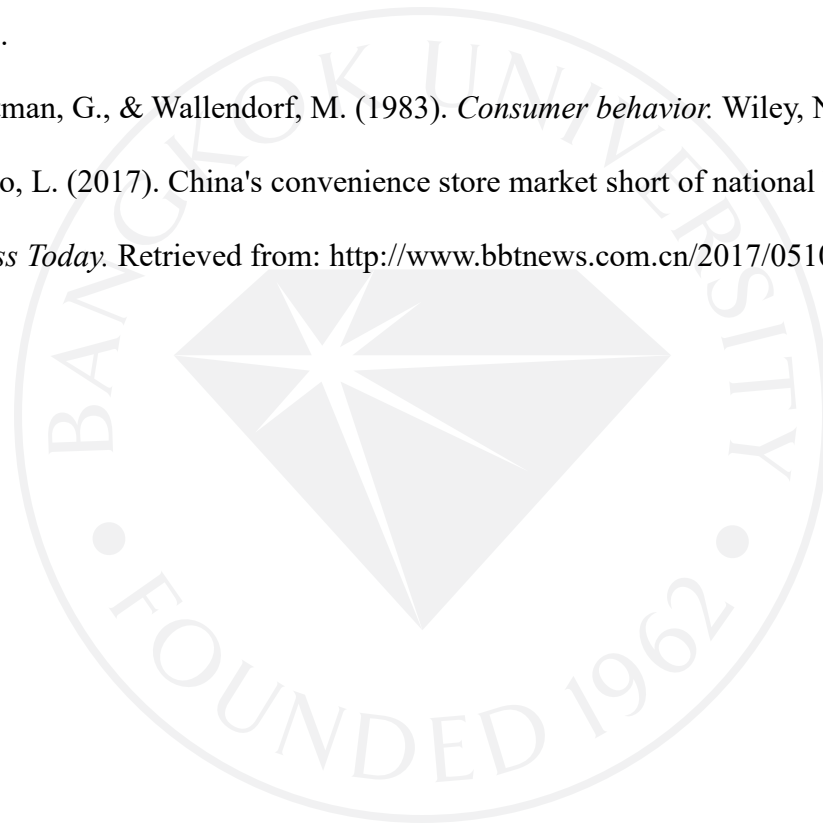 .
tman, G., & Wallendorf, M. (1983). Consumer behavior. Wiley, N
o, L. (2017). China's convenience store market short of national
ss Today. Retrieved from: http://www.bbtnews.com.cn/2017/0510
BANGKOK UNIVERSITY
• FOUNDED 1962 •